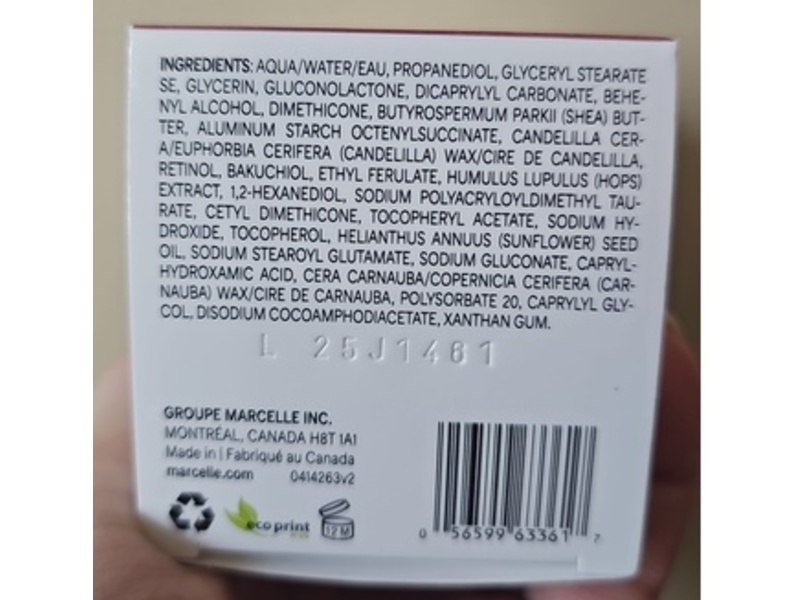 INGREDIENTS: AQUA/WATER/EAU, PROPANEDIOL, GLYCERYL STEARATE
SE, GLYCERIN, GLUCONOLACTONE, DICAPRYLYL CARBONATE, BEHE-
NYL ALCOHOL, DIMETHICONE, BUTYROSPERMUM PARKII (SHEA) BUT-
TER, ALUMINUM STARCH OCTENYLSUCCINATE, CANDELILLA CER-
A/EUPHORBIA CERIFERA (CANDELILLA) WAX/CIRE DE CANDELILLA,
RETINOL, BAKUCHIOL, ETHYL FERULATE, HUMULUS LUPULUS (HOPS)
EXTRACT, 1,2-HEXANEDIOL, SODIUM POLYACRYLOYLDIMETHYL TAU-
RATE, CETYL DIMETHICONE, TOCOPHERYL ACETATE, SODIUM HY-
DROXIDE, TOCOPHEROL, HELIANTHUS ANNUUS (SUNFLOWER) SEED
OIL, SODIUM STEAROYL GLUTAMATE, SODIUM GLUCONATE, CAPRYL-
HYDROXAMIC ACID, CERA CARNAUBA/COPERNICIA CERIFERA (CAR-
NAUBA) WAX/CIRE DE CARNAUBA, POLYSORBATE 20, CAPRYLYL GLY-
COL, DISODIUM COCOAMPHODIACETATE, XANTHAN GUM.
L 25J1461
GROUPE MARCELLE INC.
MONTRÉAL, CANADA H8T 1A1
Made in | Fabriqué au Canada
marcelle.com 0414263v2
eco print
12 M
0 56599 63361 7